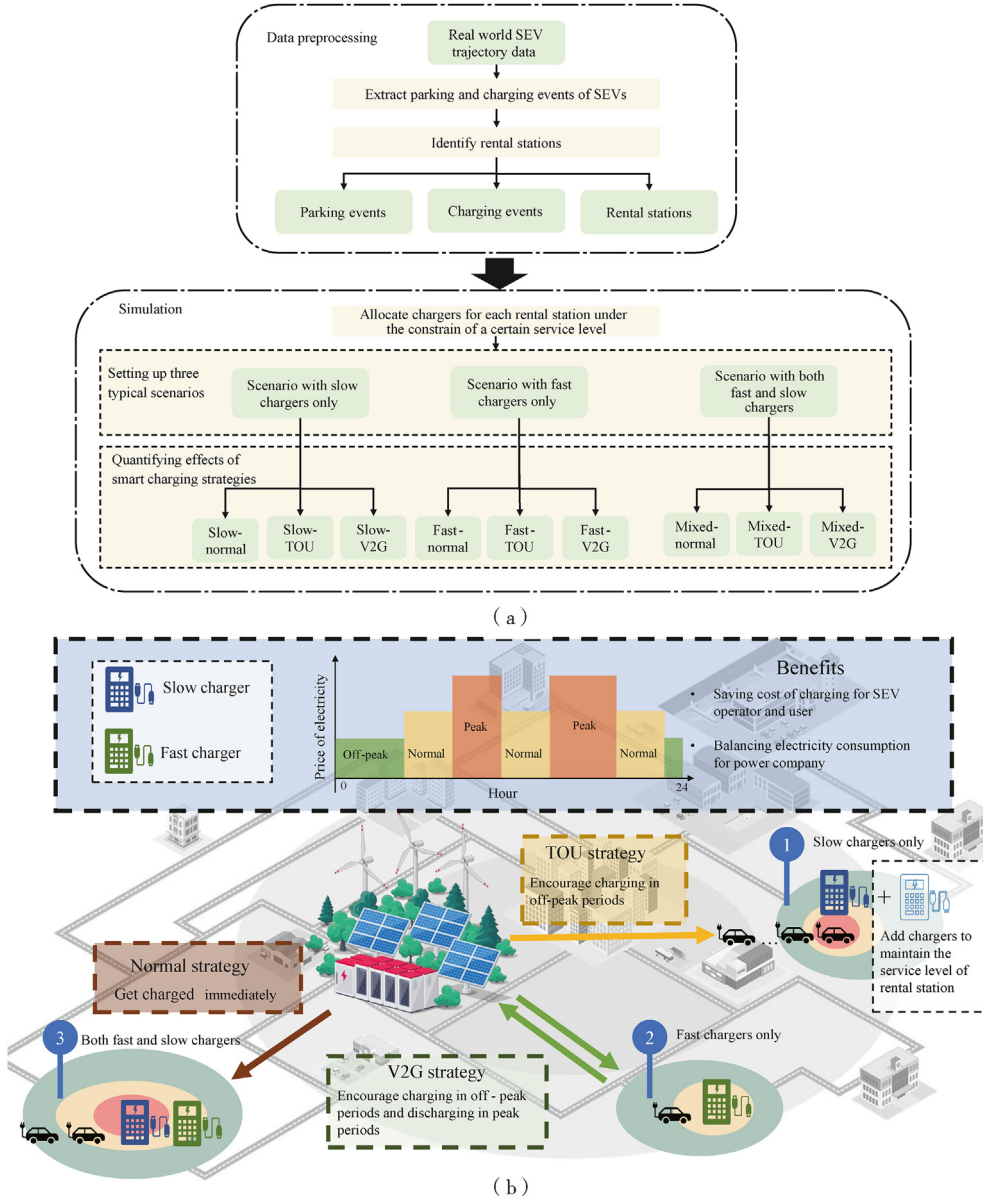 Data preprocessing
Real world SEV
trajectory data
Extract parking and charging events of SEVs
Identify rental stations
Parking events
Charging events
Rental stations
Simulation
Allocate chargers for each rental station under
the constrain of a certain service level
Setting up three
typical scenarios
Scenario with slow
chargers only
Scenario with fast
chargers only
Scenario with both
fast and slow
chargers
Quantifying effects of
smart charging strategies
Slow-
normal
Slow-
TOU
Slow-
V2G
Fast-
normal
Fast-
TOU
Fast-
V2G
Mixed-
normal
Mixed-
TOU
Mixed-
V2G
( a )
Slow charger
Fast charger
Price of electricity
Off-peak
Normal
Peak
Normal
Peak
Normal
0
24
Hour
Benefits
• Saving cost of charging for SEV
operator and user
• Balancing electricity consumption
for power company
TOU strategy
Encourage charging in
off-peak periods
1
Slow chargers only
+
...
Add chargers to
maintain the
service level of
rental station
Normal strategy
Get charged immediately
3
Both fast and slow chargers
V2G strategy
Encourage charging in off - peak
periods and discharging in peak
periods
2
Fast chargers only
( b )